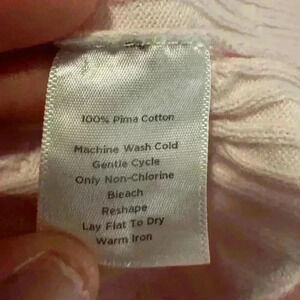 100% Pima Cotton
Machine Wash Cold
Gentle Cycle
Only Non-Chlorine
Bleach
Reshape
Lay Flat To Dry
Warm Iron